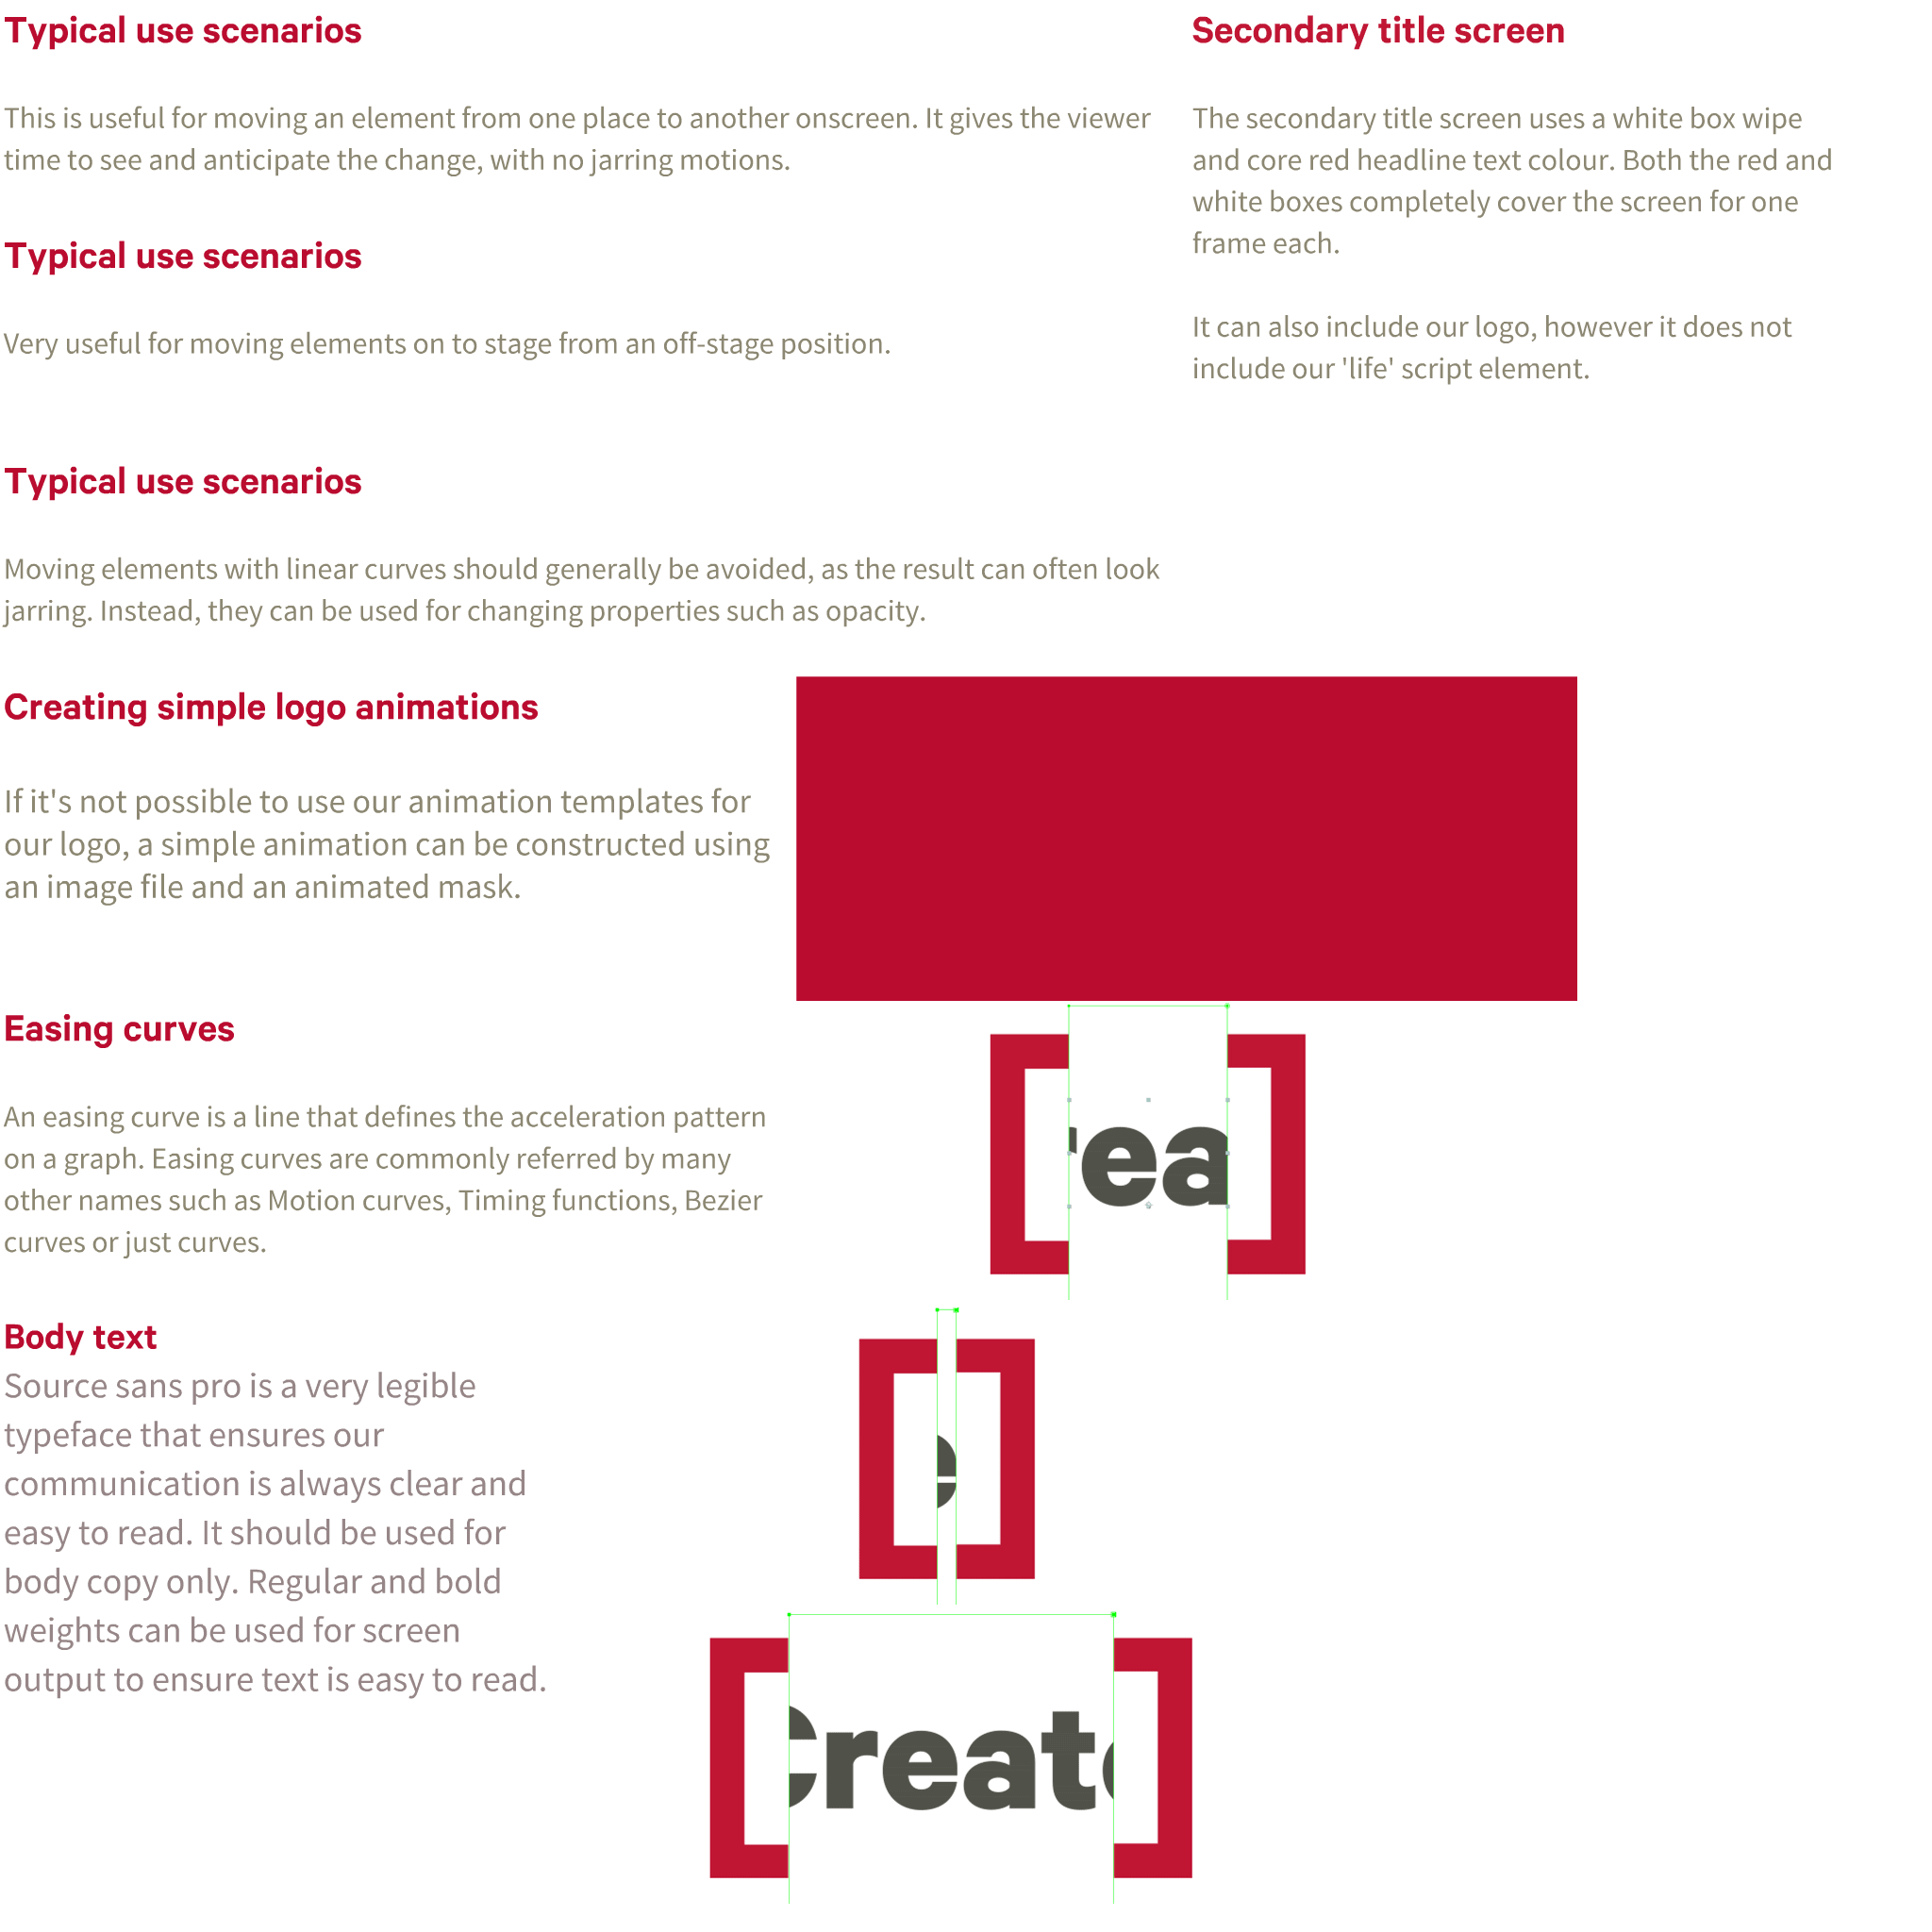 Typical use scenarios
This is useful for moving an element from one place to another onscreen. It gives the viewer
time to see and anticipate the change, with no jarring motions.
Typical use scenarios
Very useful for moving elements on to stage from an off-stage position.
Secondary title screen
The secondary title screen uses a white box wipe
and core red headline text colour. Both the red and
white boxes completely cover the screen for one
frame each.
It can also include our logo, however it does not
include our 'life' script element.
Typical use scenarios
Moving elements with linear curves should generally be avoided, as the result can often look
jarring. Instead, they can be used for changing properties such as opacity.
Creating simple logo animations
If it's not possible to use our animation templates for
our logo, a simple animation can be constructed using
an image file and an animated mask.
Easing curves
An easing curve is a line that defines the acceleration pattern
on a graph. Easing curves are commonly referred by many
other names such as Motion curves, Timing functions, Bezier
curves or just curves.
rea
Body text
Source sans pro is a very legible
typeface that ensures our
communication is always clear and
easy to read. It should be used for
body copy only. Regular and bold
weights can be used for screen
output to ensure text is easy to read.
e
Create